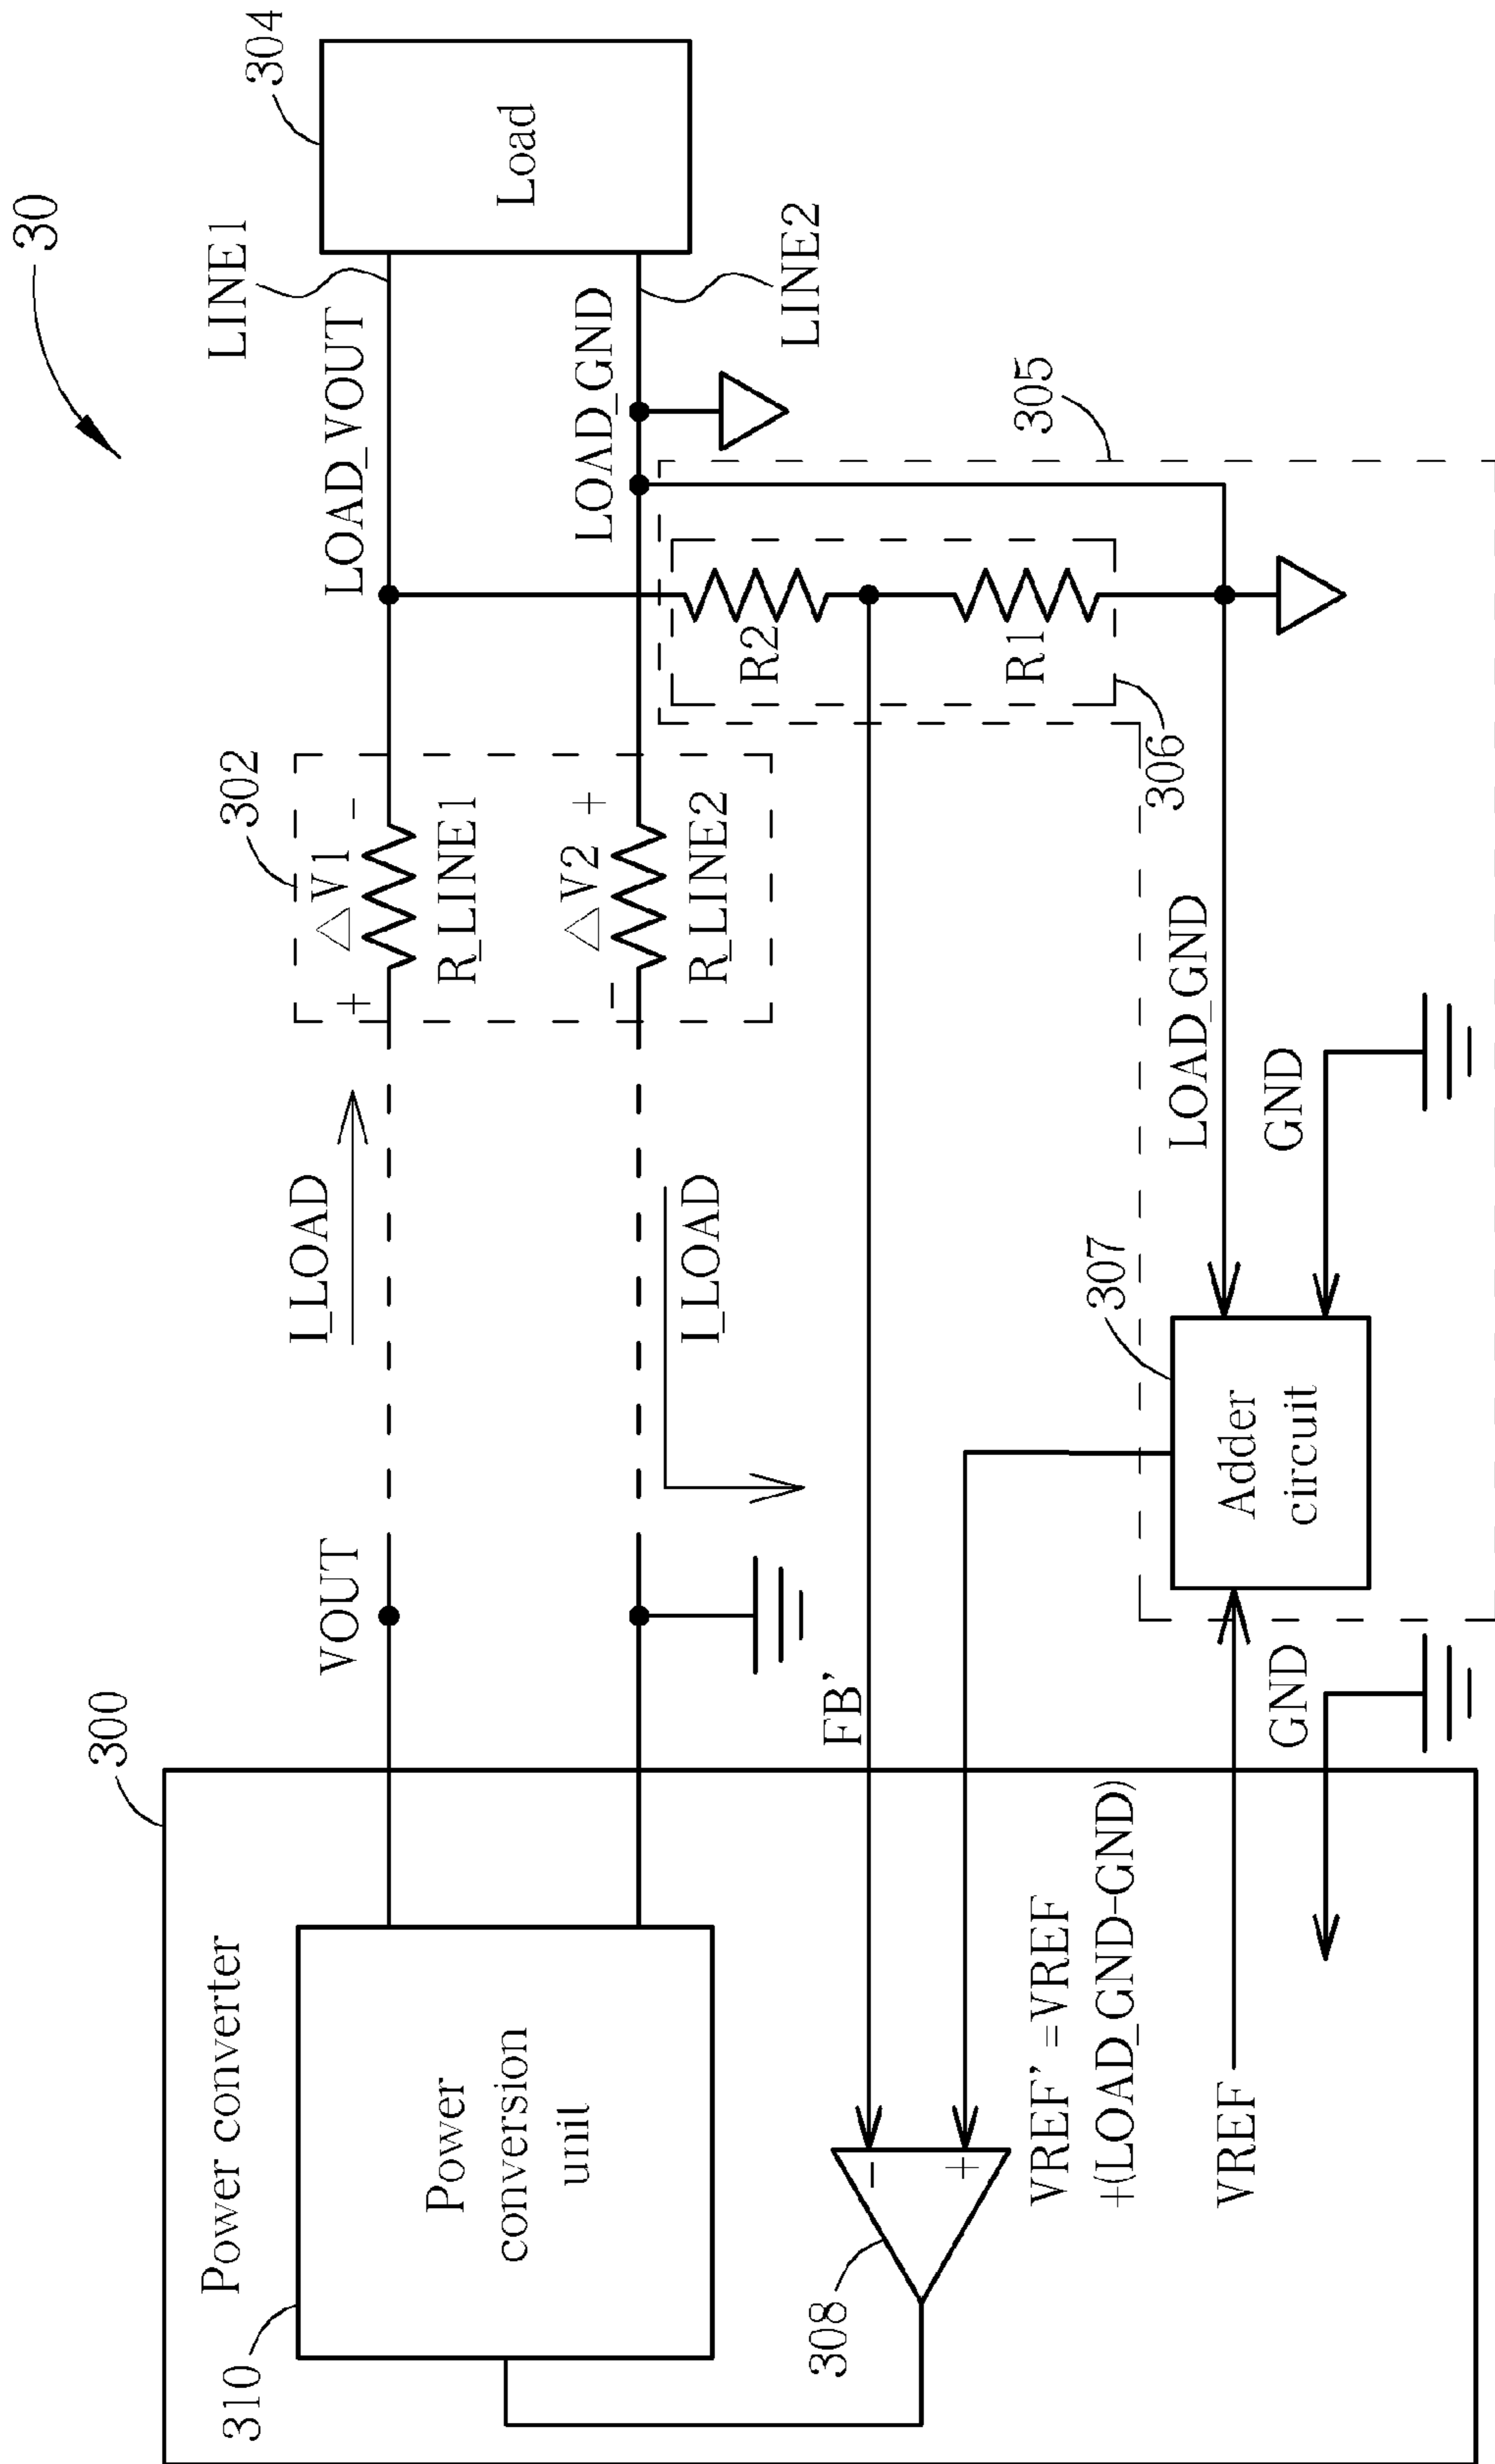 30
300
Power converter
310
Power
conversion
unit
VOUT
I_LOAD
302
+ △V1 -
R_LINE1
LOAD_VOUT
LINE1
304
Load
I_LOAD
- △V2 +
R_LINE2
LOAD_GND
LINE2
308
-
+
FB'
R2
R1
305
306
VREF' =VREF
+(LOAD_GND-GND)
307
Adder
circuit
LOAD_GND
GND
VREF
GND